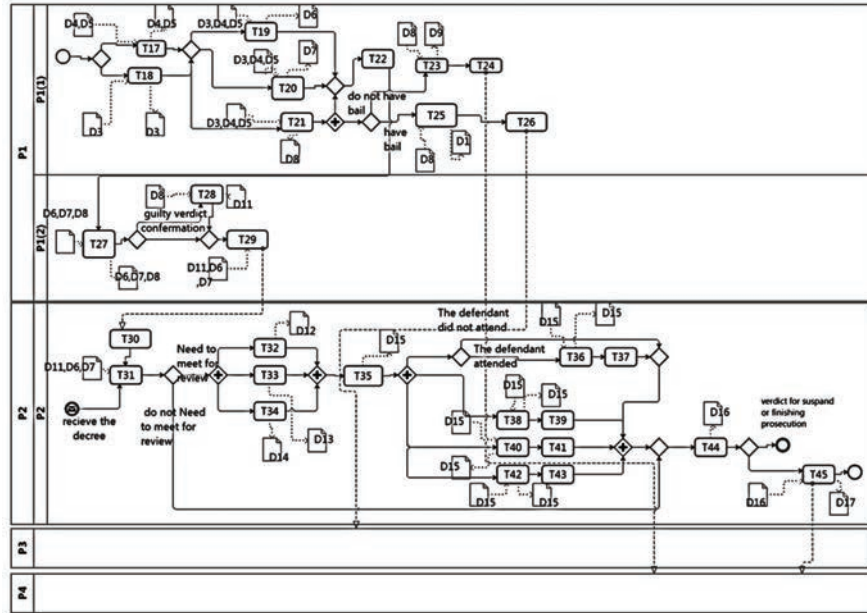 P1
P1(1)
D4,D5
D4,D5
T17
T18
D3
D3
D3,D4,D5
D6
T19
D3,D4,D5
D7
T20
D3,D4,D5
T21
D8
T22
do not have
bail
have
bail
D8
D9
T23
T24
T25
D8
D1
T26
P1(2)
D6,D7,D8
T27
D6,D7,D8
guilty verdict
confermation
D8
T28
D11
T29
D11,D6
,D7
P2
P2
T30
D11,D6,D7
T31
recieve the
decree
Need to
meet for
review
do not Need
to meet for
review
T32
D12
T33
D13
T34
D14
T35
D15
The defendant
did not attend
The defendant
attended
D15
D15
T36
T37
D15
D15
T38
T39
D15
T40
T41
D15
T42
T43
D15
D15
D16
T44
verdict for suspand
or finishing
prosecution
T45
D16
D17
P3
P4